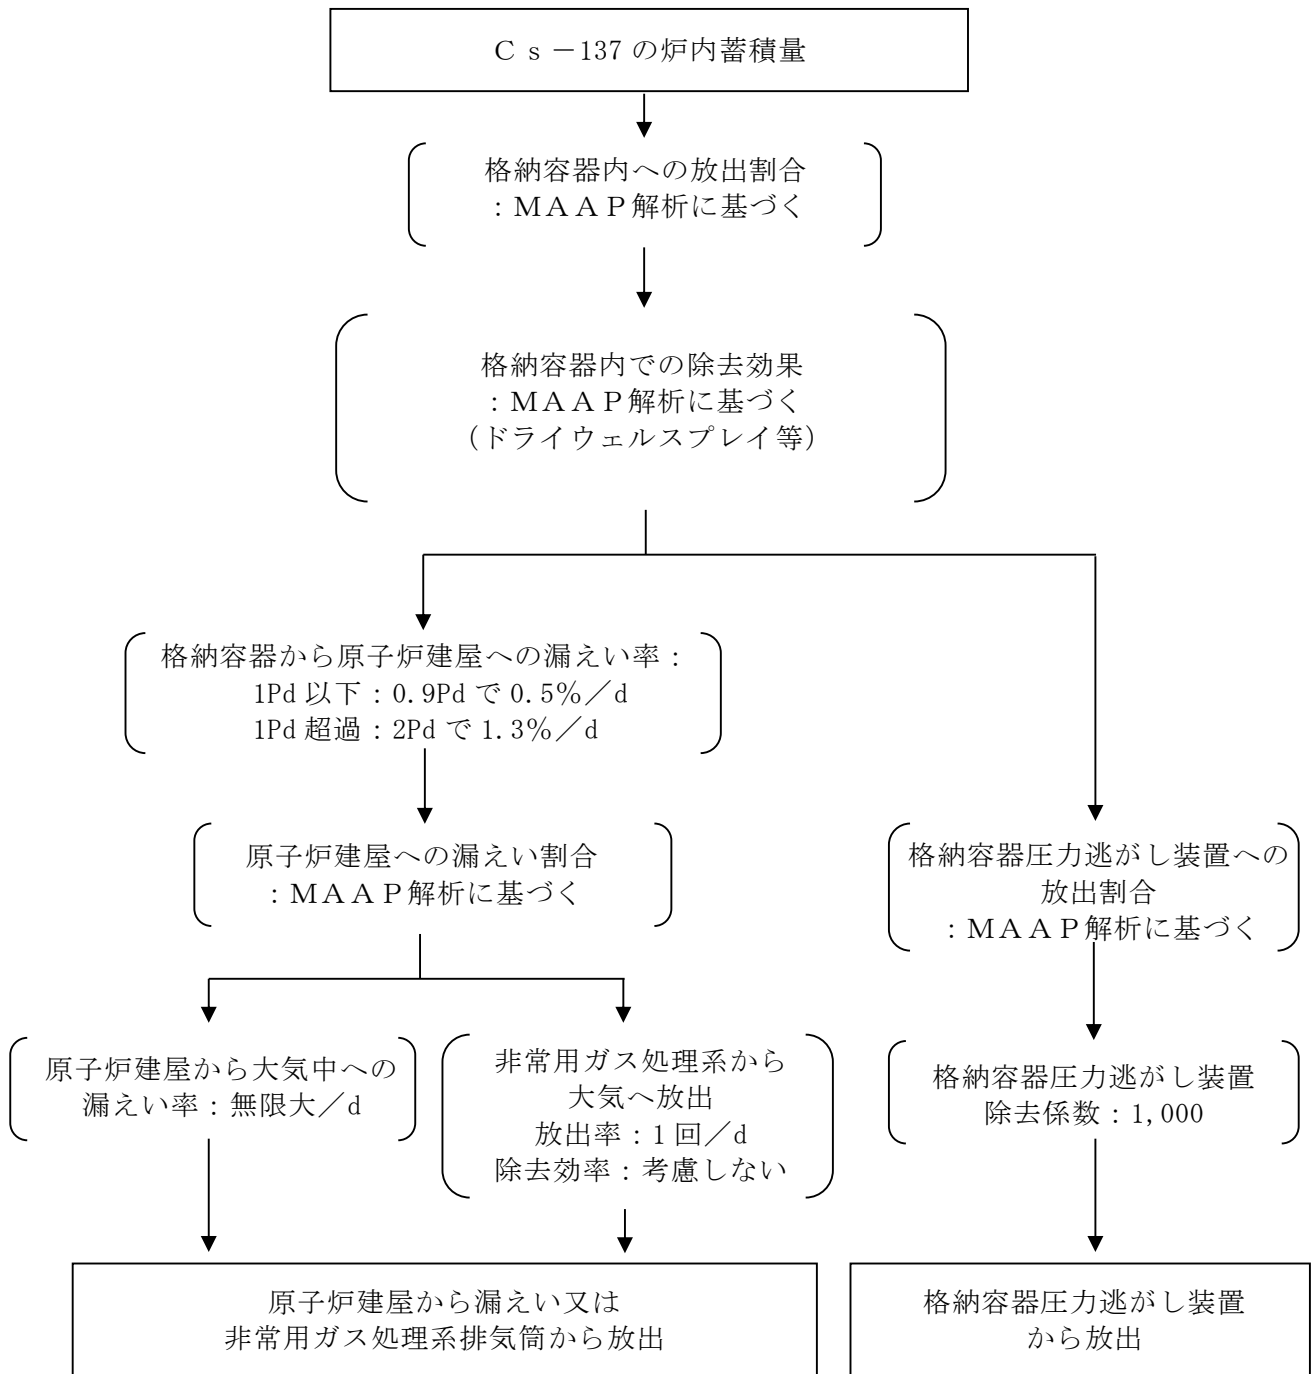 Ｃｓ－137 の炉内蓄積量
格納容器内への放出割合
：ＭＡＡＰ解析に基づく
格納容器内での除去効果
：ＭＡＡＰ解析に基づく
（ドライウェルスプレイ等）
格納容器から原子炉建屋への漏えい率：
1Pd 以下：0.9Pd で 0.5％／d
1Pd 超過：2Pd で 1.3％／d
原子炉建屋への漏えい割合
：ＭＡＡＰ解析に基づく
格納容器圧力逃がし装置への
放出割合
：ＭＡＡＰ解析に基づく
原子炉建屋から大気中への
漏えい率：無限大／d
非常用ガス処理系から
大気へ放出
放出率：1 回／d
除去効率：考慮しない
格納容器圧力逃がし装置
除去係数：1,000
原子炉建屋から漏えい又は
非常用ガス処理系排気筒から放出
格納容器圧力逃がし装置
から放出